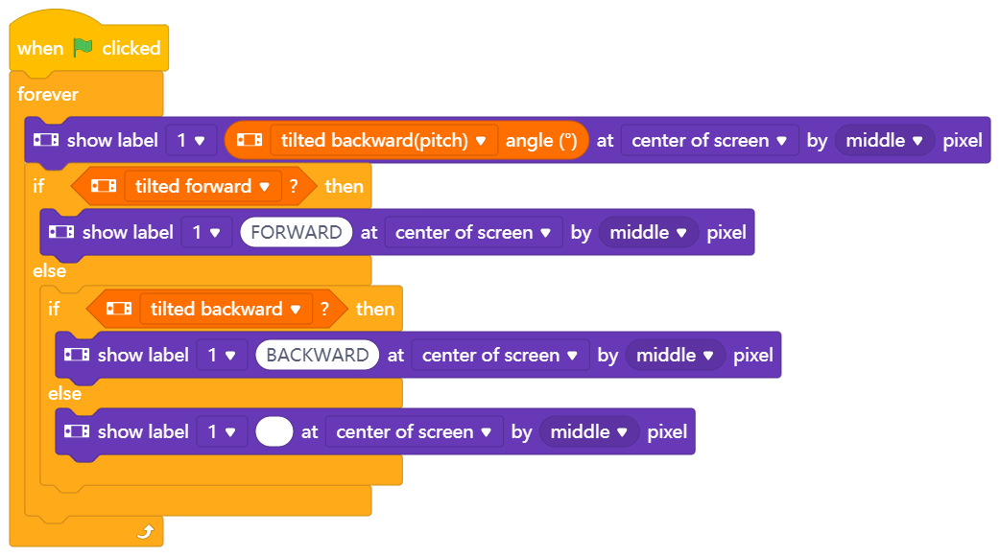 when clicked
forever
show label 1 tilted backward(pitch) angle (°) at center of screen by middle pixel
if tilted forward ? then
show label 1 FORWARD at center of screen by middle pixel
else
if tilted backward ? then
show label 1 BACKWARD at center of screen by middle pixel
else
show label 1 at center of screen by middle pixel